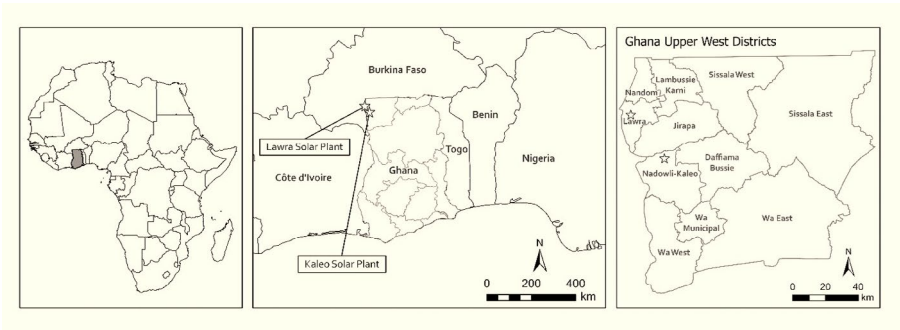 Burkina Faso
Benin
Lawra Solar Plant
Togo
Nigeria
Côte d'Ivoire
Ghana
Kaleo Solar Plant
N
0 200 400
km
Ghana Upper West Districts
Lambussie
Karni
Sissala West
Nandom
Lawra
Sissala East
Jirapa
Daffiama
Bussie
Nadowli-Kaleo
Wa
Municipal
Wa East
Wa West
N
0 20 40
km